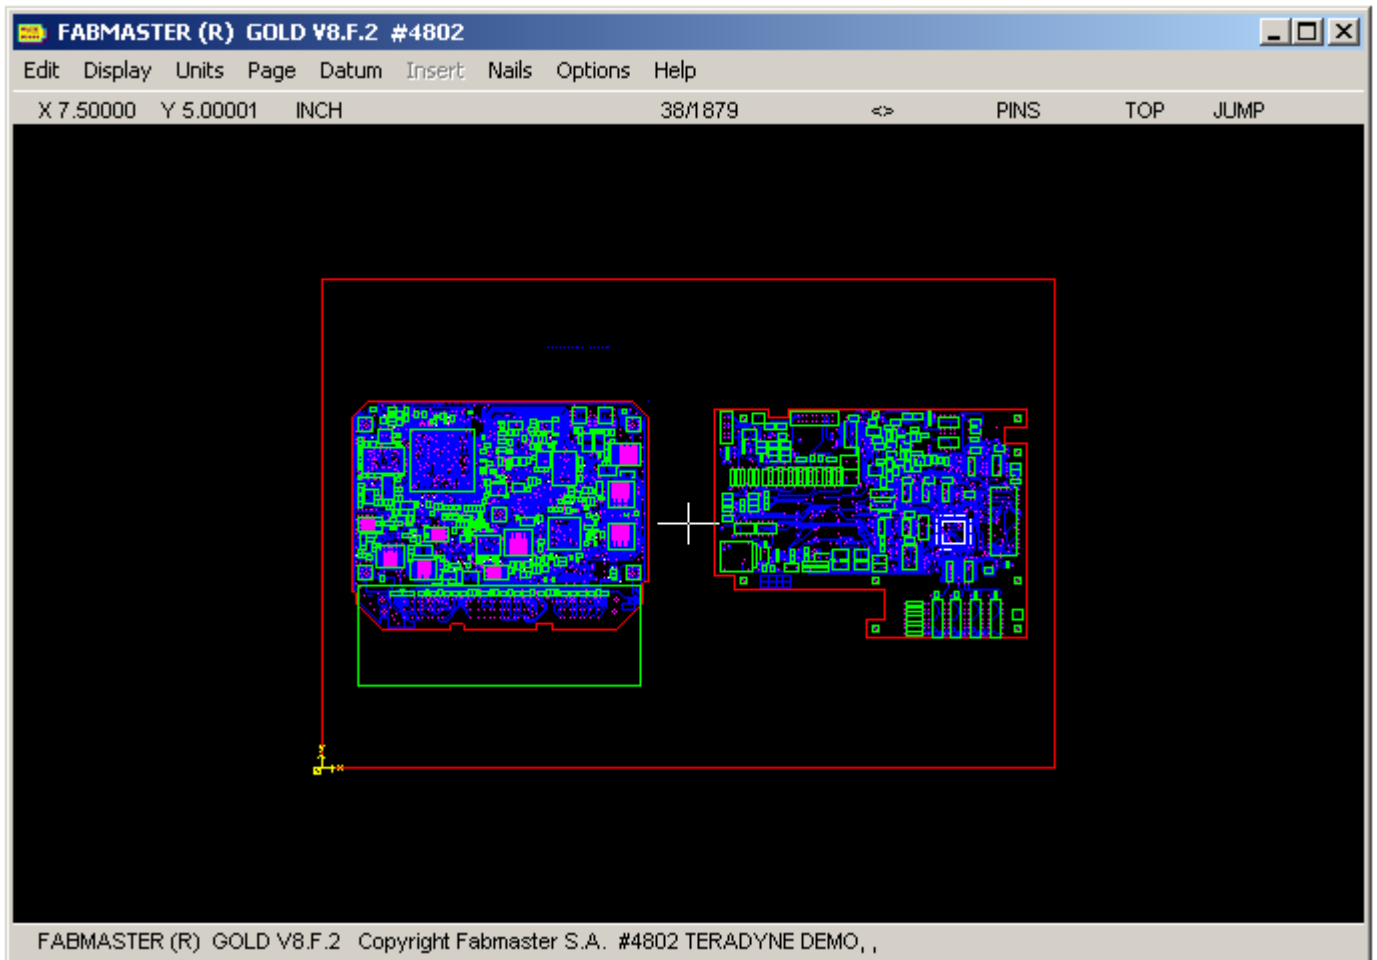 FABMASTER (R) GOLD V8.F.2 #4802
Edit Display Units Page Datum Insert Nails Options Help
X 7.50000 Y 5.00001 INCH 38/1879 <> PINS TOP JUMP
Y
X
FABMASTER (R) GOLD V8.F.2 Copyright Fabmaster S.A. #4802 TERADYNE DEMO, ,